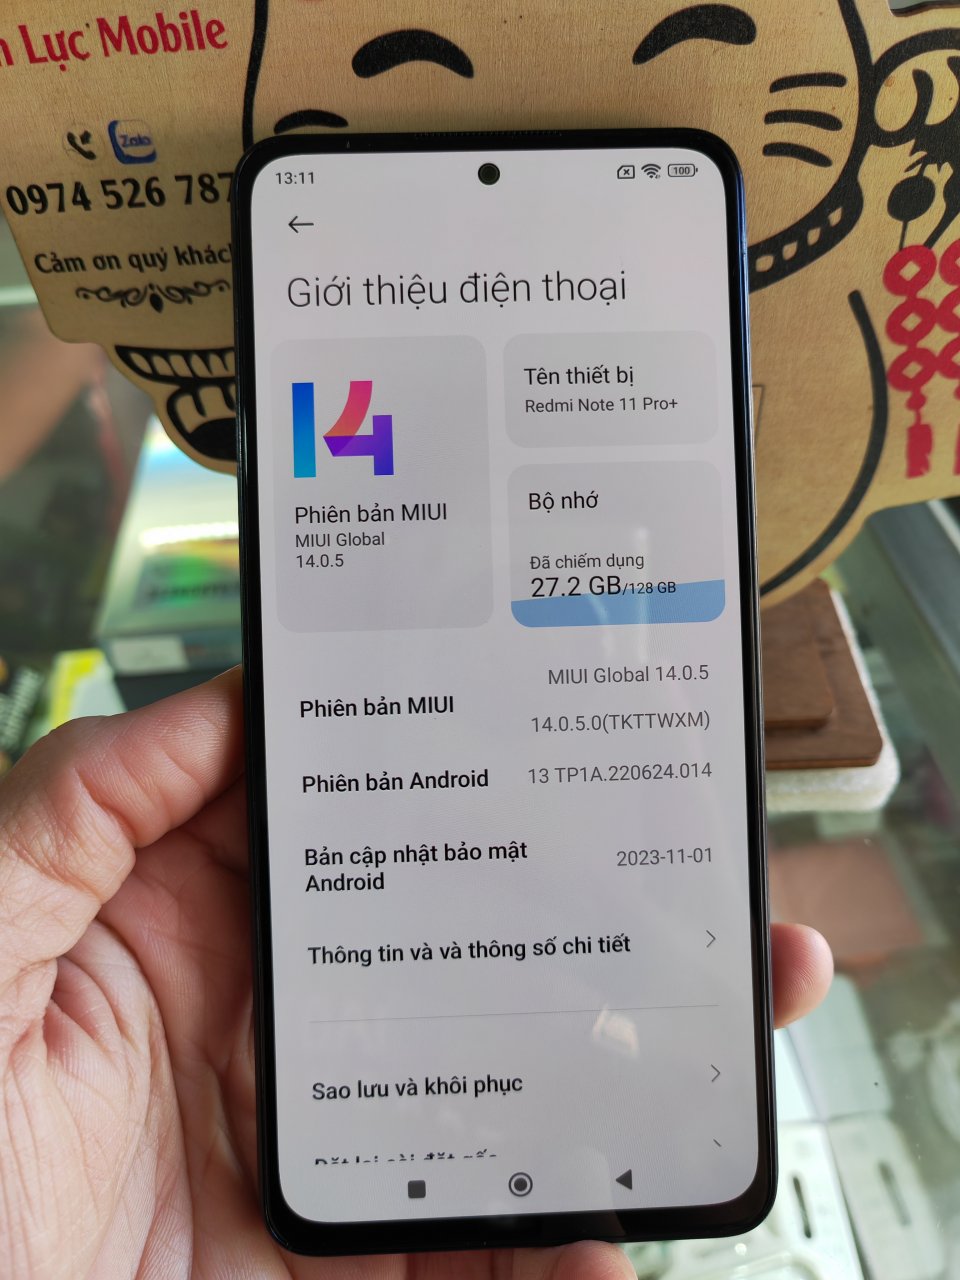 Lực Mobile
Zalo
0974 526 787
Cảm ơn quý khách
13:11
100
Giới thiệu điện thoại
14
Phiên bản MIUI
MIUI Global
14.0.5
Tên thiết bị
Redmi Note 11 Pro+
Bộ nhớ
Đã chiếm dụng
27.2 GB/128 GB
Phiên bản MIUI
MIUI Global 14.0.5
14.0.5.0(TKTTWXM)
Phiên bản Android
13 TP1A.220624.014
Bản cập nhật bảo mật
Android
2023-11-01
Thông tin và và thông số chi tiết
Sao lưu và khôi phục